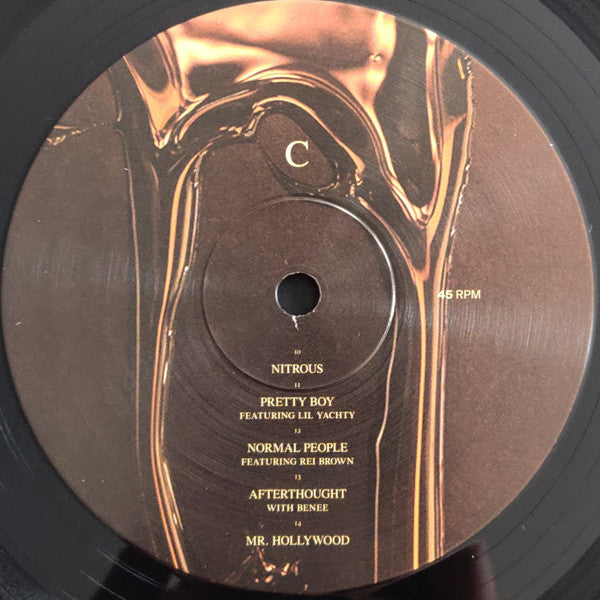 C
45 RPM
10
NITROUS
11
PRETTY BOY
FEATURING LIL YACHTY
12
NORMAL PEOPLE
FEATURING REI BROWN
13
AFTERTHOUGHT
WITH BENEE
14
MR. HOLLYWOOD